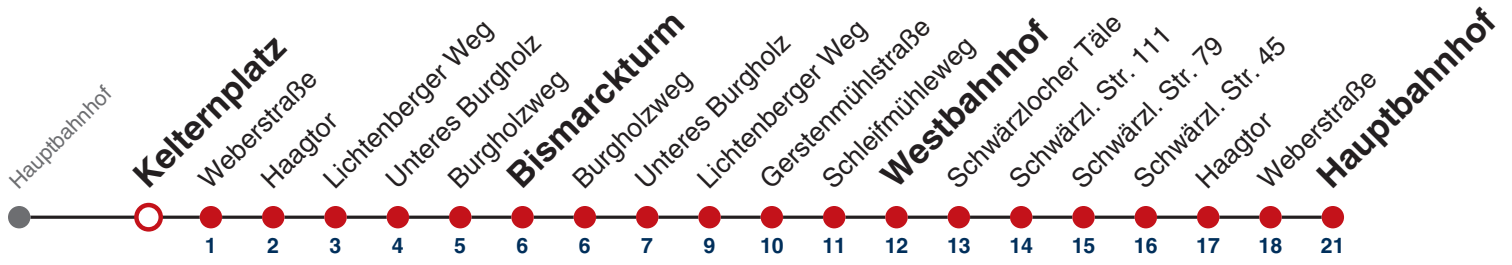 Hauptbahnhof
Kelternplatz
Weberstraße
Haagtor
Lichtenberger Weg
Unteres Burgholz
Burgholzweg
Bismarckturm
Burgholzweg
Unteres Burgholz
Lichtenberger Weg
Gerstenmühlstraße
Schleifmühleweg
Westbahnhof
Schwärzlocher Täle
Schwärzl. Str. 111
Schwärzl. Str. 79
Schwärzl. Str. 45
Haagtor
Weberstraße
Hauptbahnhof
1 2 3 4 5 6 6 7 9 10 11 12 13 14 15 16 17 18 21